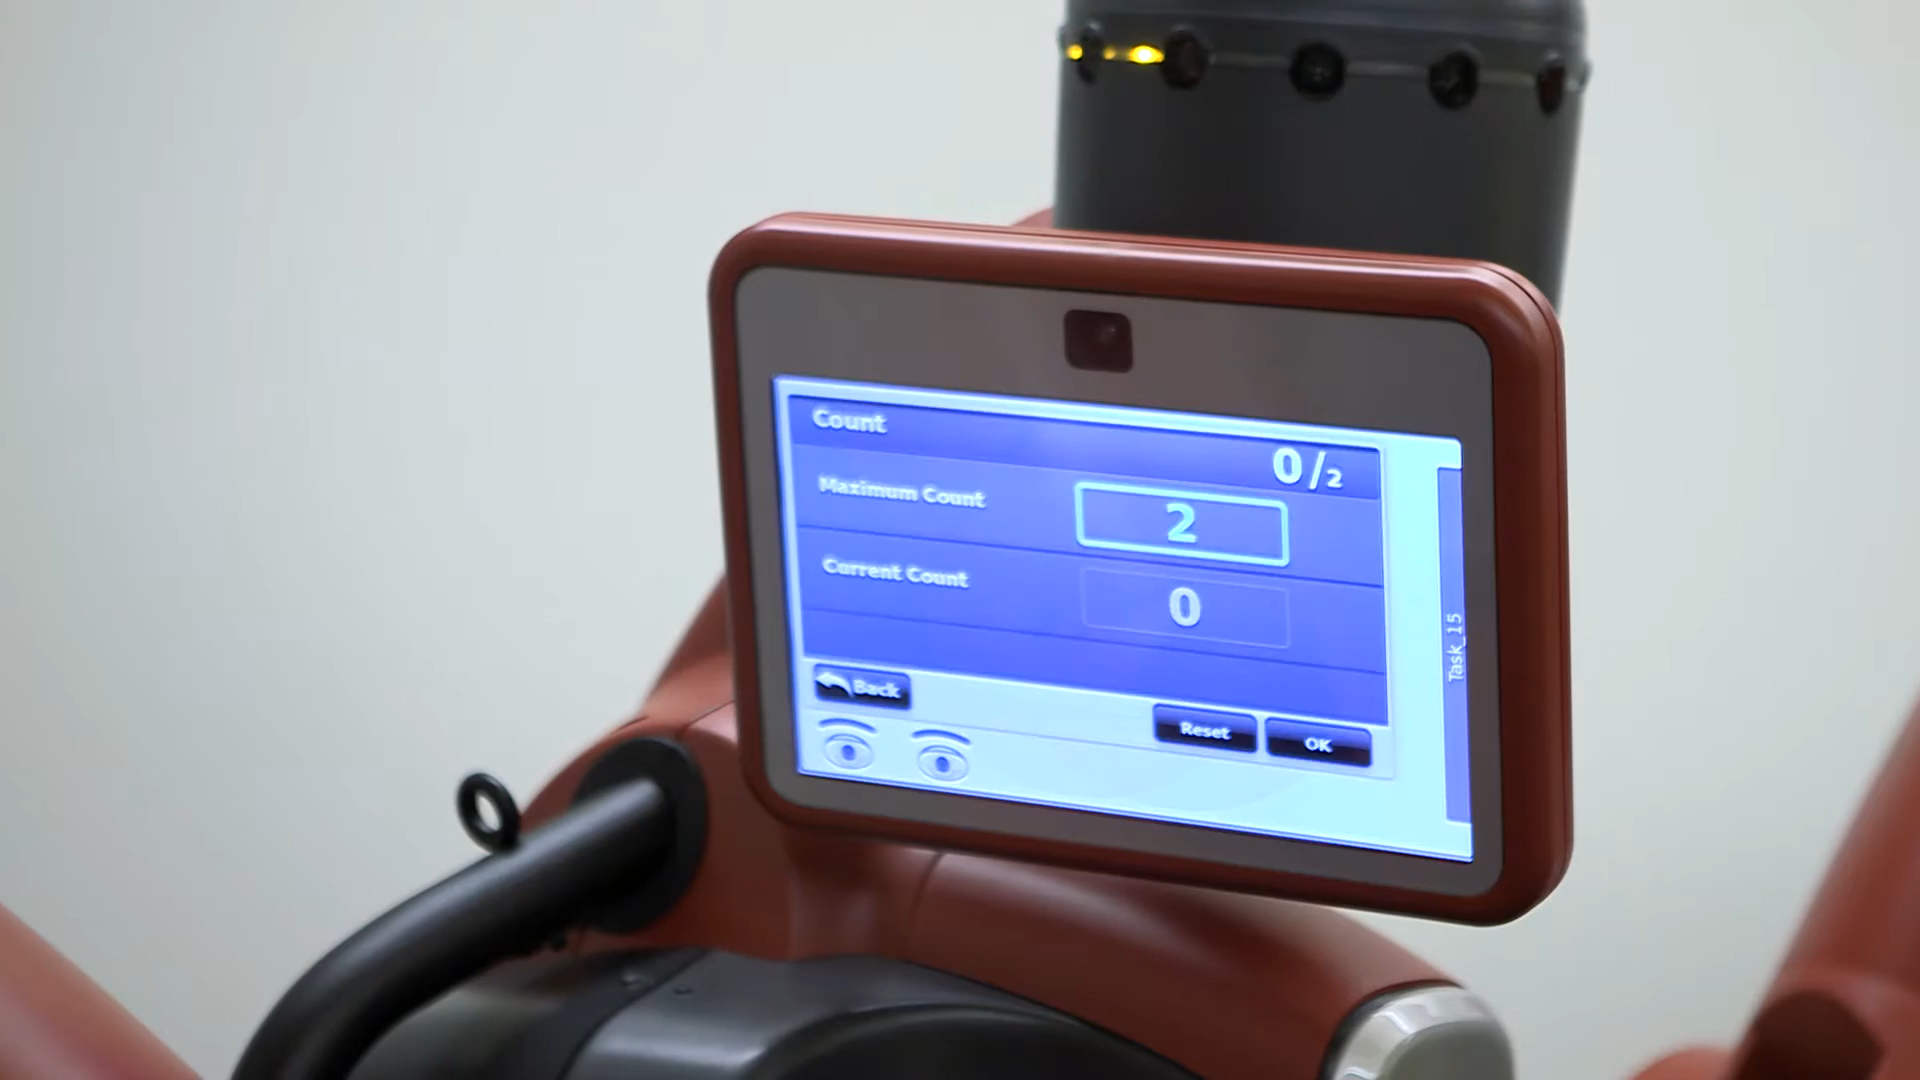 Count
0/2
Maximum Count 2
Current Count 0
Back
Reset OK
Task_15